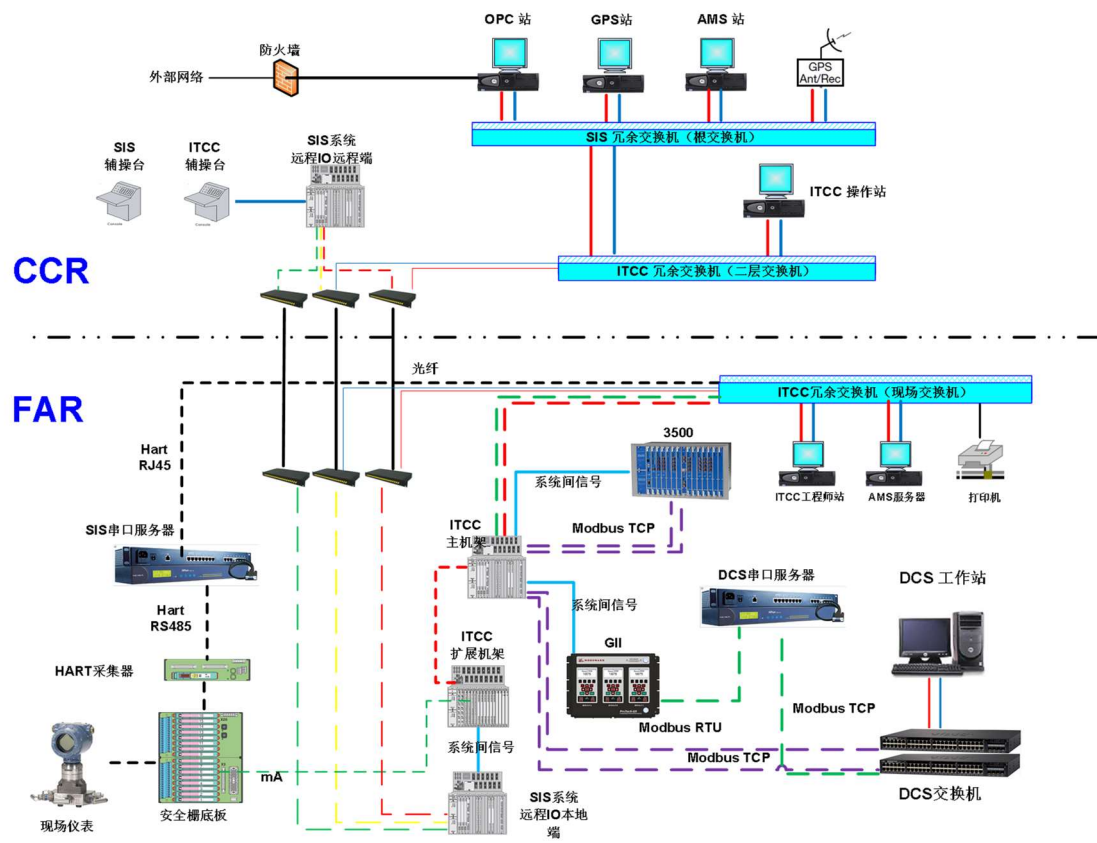 OPC 站
GPS站
AMS 站
防火墙
外部网络
GPS
Ant/Rec
SIS 冗余交换机（根交换机）
SIS
辅操台
ITCC
辅操台
SIS系统
远程IO远程端
ITCC 操作站
Console
Console
CCR
ITCC 冗余交换机（二层交换机）
光纤
FAR
ITCC冗余交换机（现场交换机）
Hart
RJ45
3500
系统间信号
ITCC工程师站
AMS服务器
打印机
SIS串口服务器
ITCC
主机架
Modbus TCP
DCS串口服务器
DCS 工作站
系统间信号
Hart
RS485
ITCC
扩展机架
GII
HART采集器
Modbus RTU
Modbus TCP
系统间信号
Modbus TCP
mA
现场仪表
安全栅底板
SIS系统
远程IO本地
端
DCS交换机